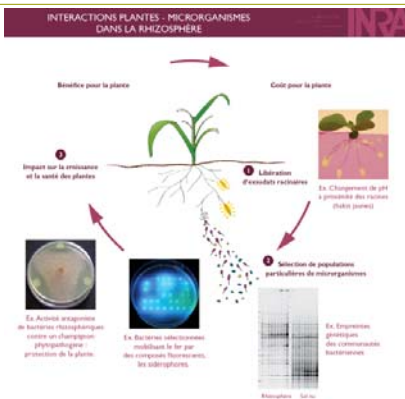 INTERACTIONS PLANTES - MICRORGANISMES
DANS LA RHIZOSPHÈRE
INRA
Bénéfice pour la plante
Coût pour la plante
3
Impact sur la croissance
et la santé des plantes
1 Libération
d'exsudats racinaires
Ex. Changement de pH
à proximité des racines
(halos jaunes)
2 Sélection de populations
particulières de microrganismes
Ex. Activité antagoniste
de bactéries rhizosphériques
contre un champignon
phytopathogène :
protection de la plante.
Ex. Bactéries sélectionnées
mobilisant le fer par
des composés fluorescents,
les sidérophores.
Ex. Empreintes
génétiques
des communautés
bactériennes.
Rhizosphère Sol nu